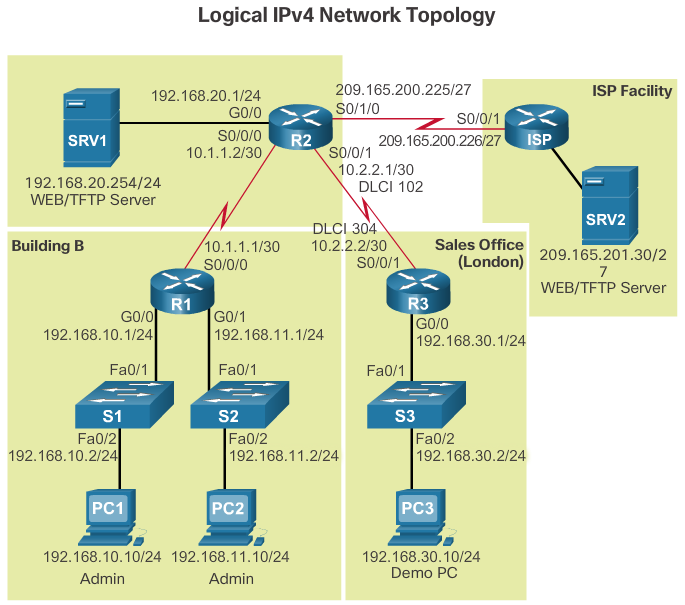 Logical IPv4 Network Topology
ISP Facility
192.168.20.1/24
G0/0
209.165.200.225/27
S0/1/0
S0/0/1
209.165.200.226/27
SRV1
R2
ISP
S0/0/0
10.1.1.2/30
S0/0/1
10.2.2.1/30
DLCI 102
192.168.20.254/24
WEB/TFTP Server
SRV2
209.165.201.30/2
7
WEB/TFTP Server
Building B
10.1.1.1/30
S0/0/0
DLCI 304
10.2.2.2/30
S0/0/1
Sales Office
(London)
R1
R3
G0/0
192.168.10.1/24
G0/1
192.168.11.1/24
G0/0
192.168.30.1/24
Fa0/1
Fa0/1
Fa0/1
S1
S2
S3
Fa0/2
192.168.10.2/24
Fa0/2
192.168.11.2/24
Fa0/2
192.168.30.2/24
PC1
PC2
PC3
192.168.10.10/24
Admin
192.168.11.10/24
Admin
192.168.30.10/24
Demo PC